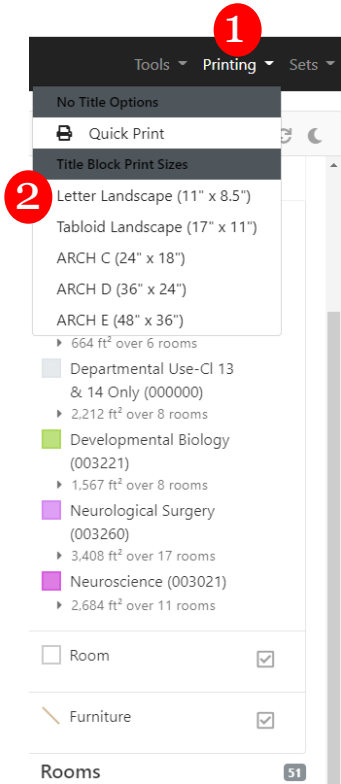 1
Tools Printing Sets
No Title Options
Quick Print
Title Block Print Sizes
2
Letter Landscape (11" x 8.5")
Tabloid Landscape (17" x 11")
ARCH C (24" x 18")
ARCH D (36" x 24")
ARCH E (48" x 36")
664 ft² over 6 rooms
Departmental Use-Cl 13
& 14 Only (000000)
2,212 ft² over 8 rooms
Developmental Biology
(003221)
1,567 ft² over 8 rooms
Neurological Surgery
(003260)
3,408 ft² over 17 rooms
Neuroscience (003021)
2,684 ft² over 11 rooms
Room
Furniture
Rooms 51